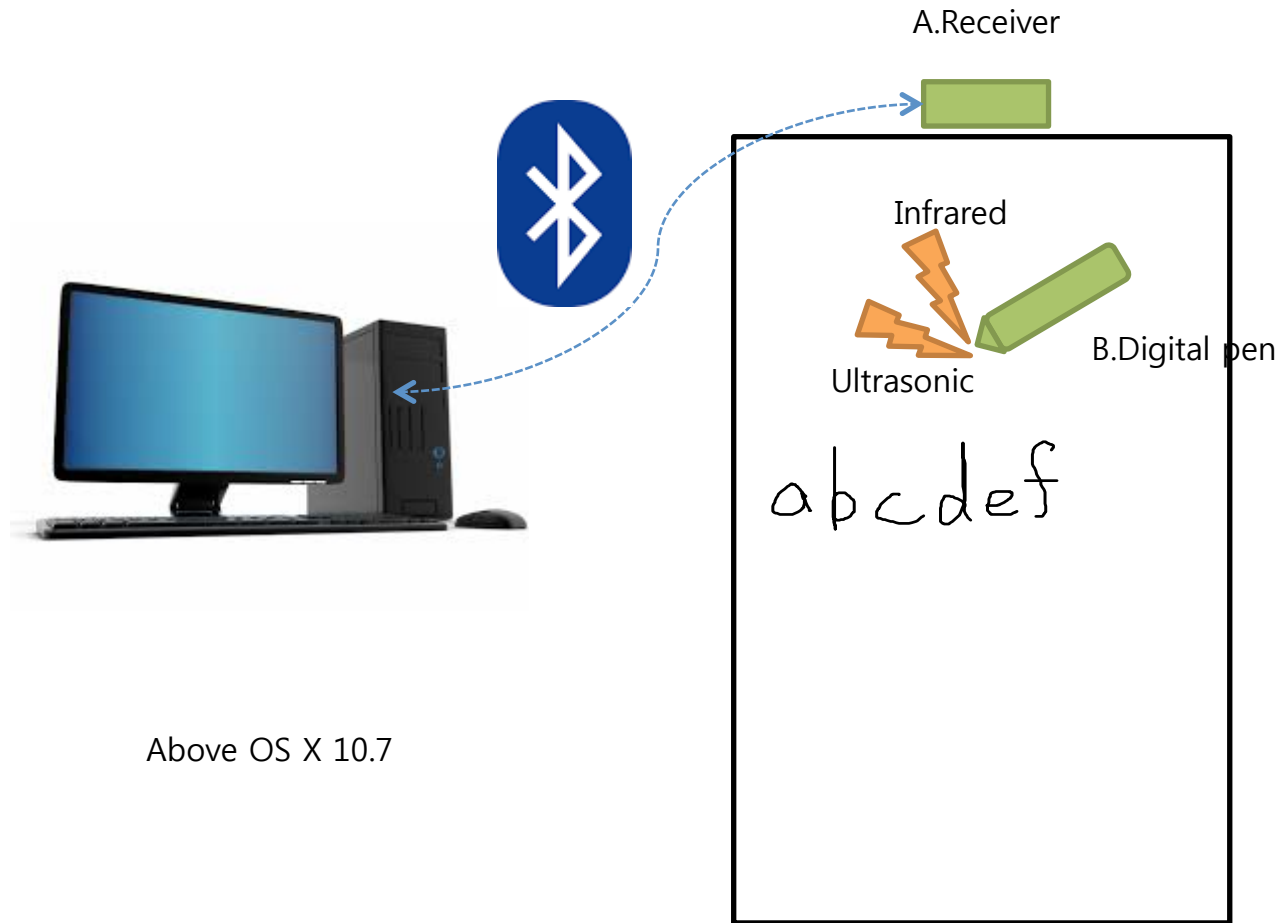 A.Receiver
Infrared
B.Digital pen
Ultrasonic
abcdef
Above OS X 10.7